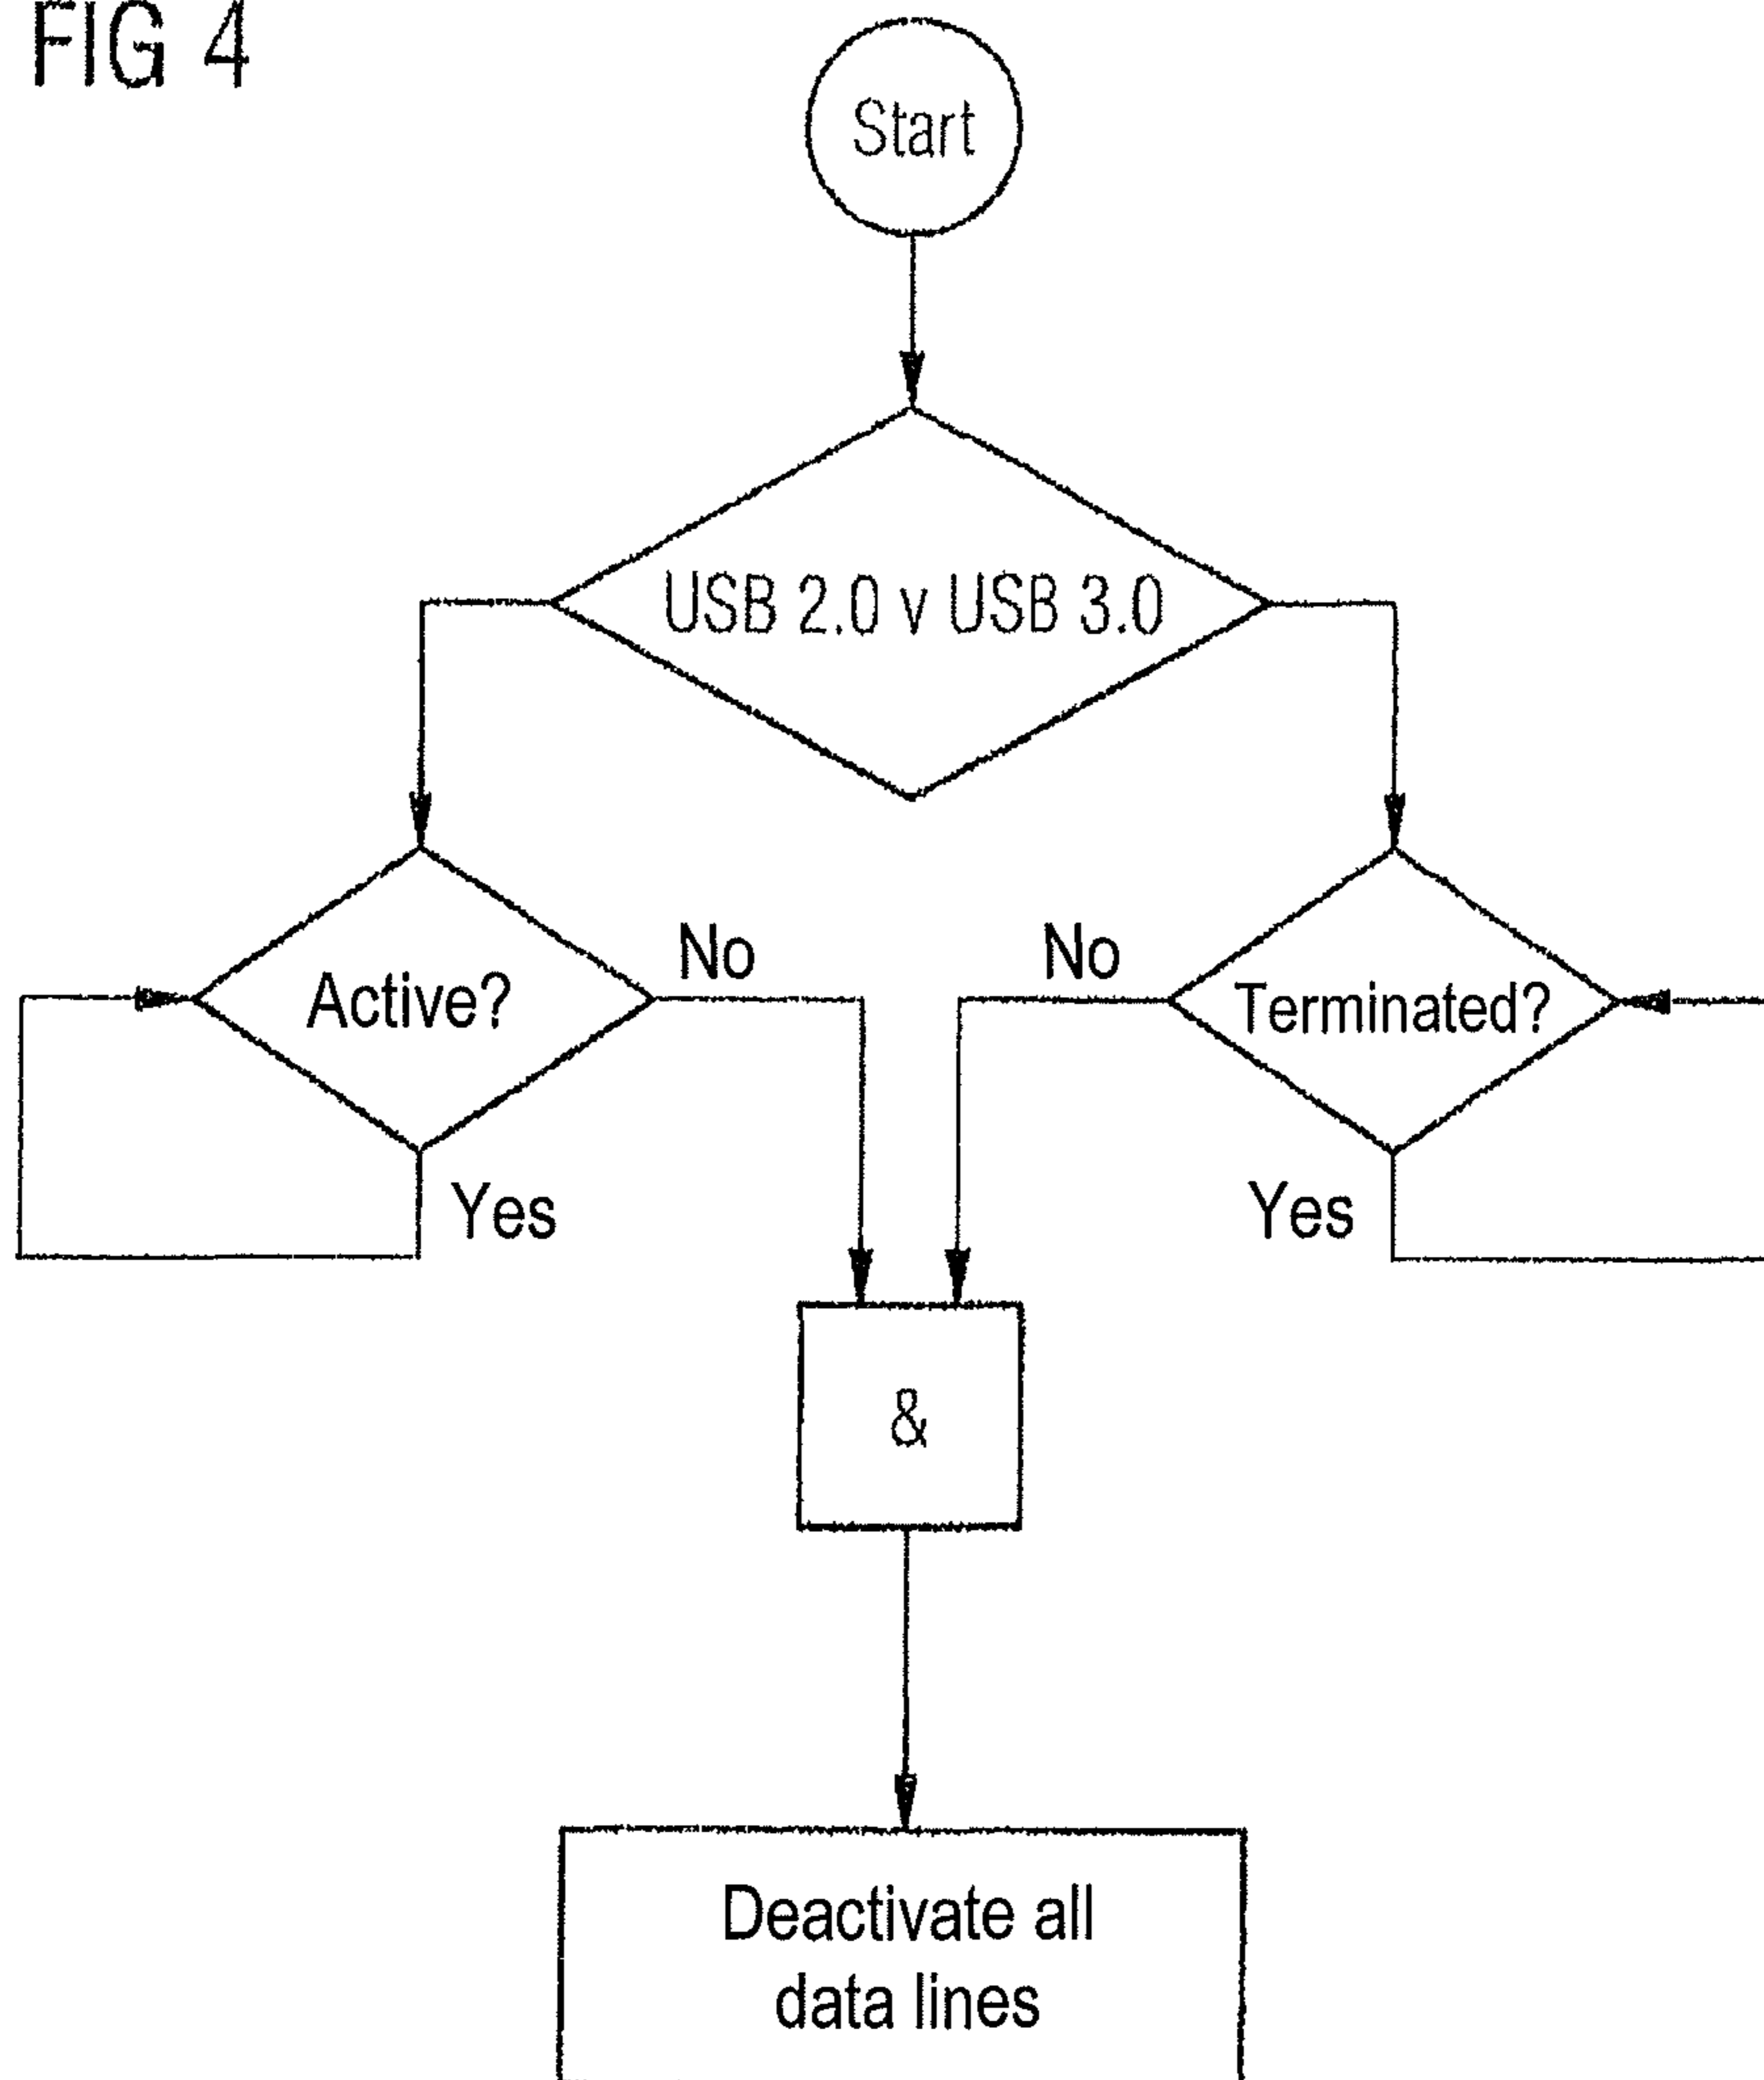 FIG 4
Start
USB 2.0 v USB 3.0
Active?
No
No
Terminated?
Yes
Yes
&
Deactivate all
data lines